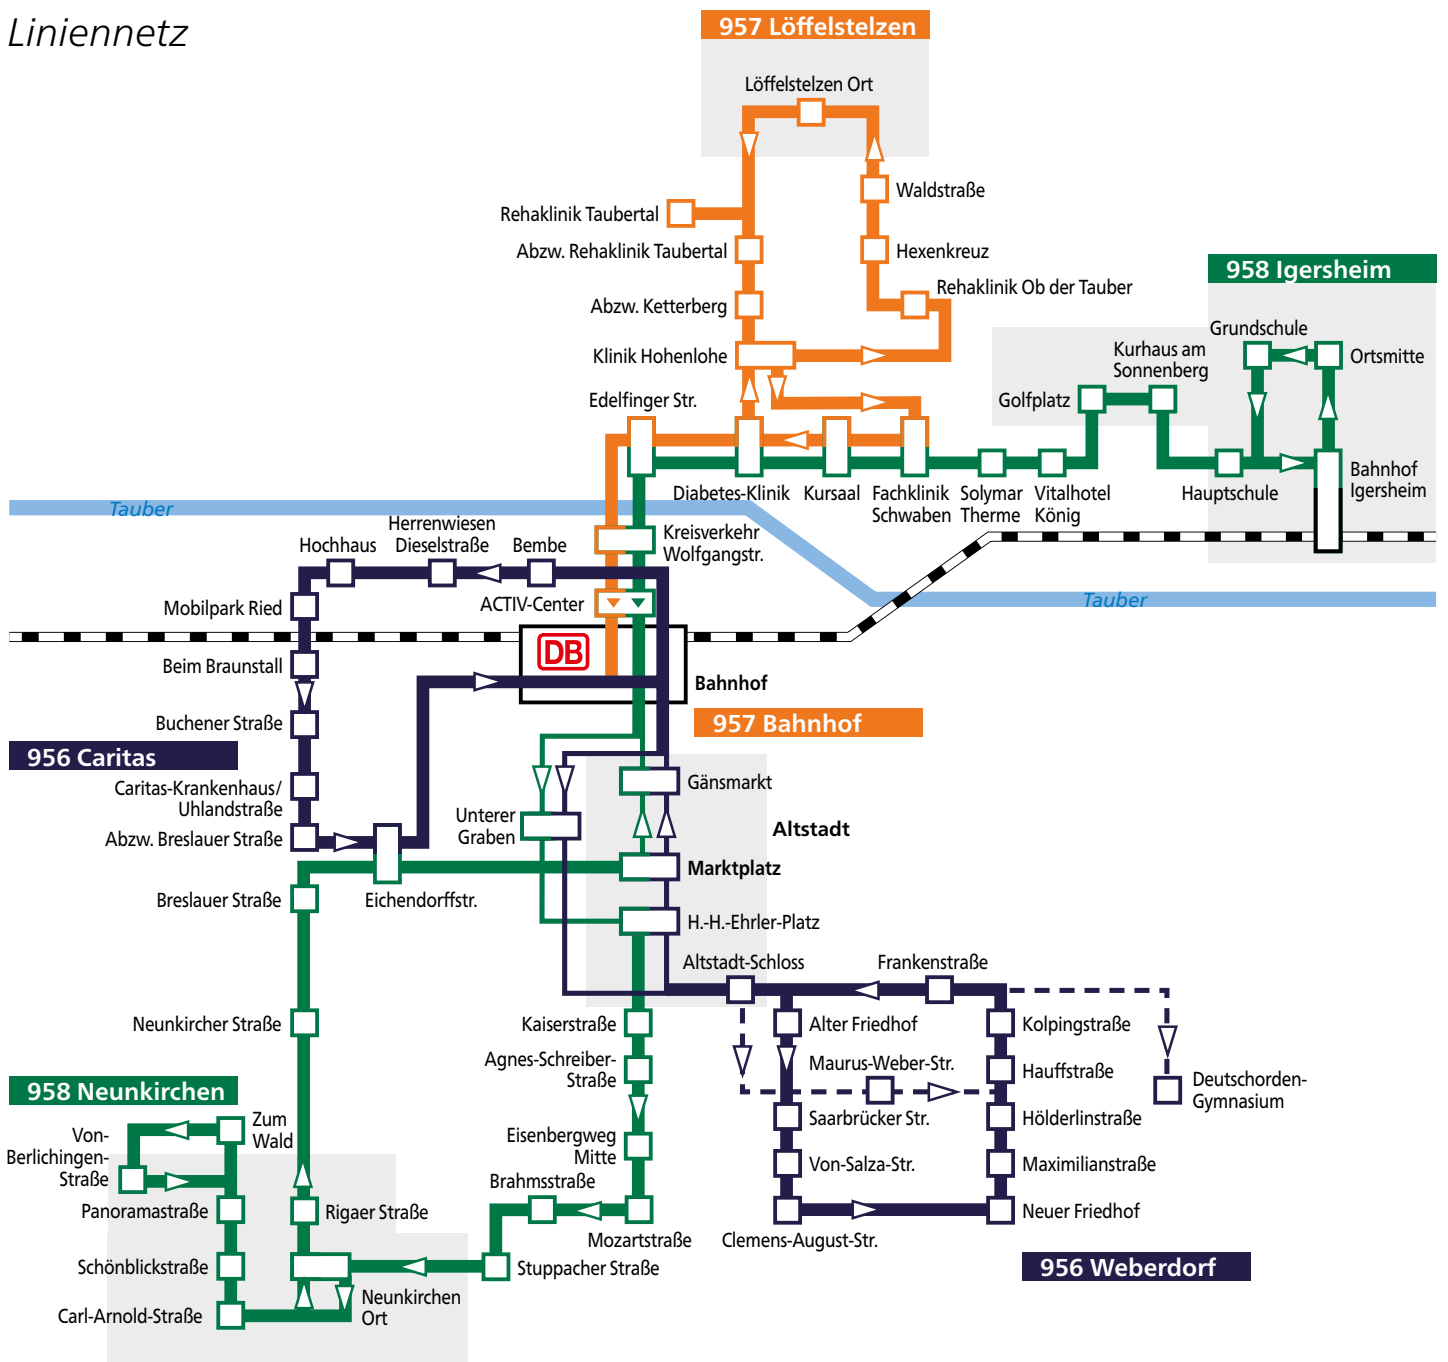 Liniennetz
957 Löffelstelzen
Löffelstelzen Ort
Waldstraße
Rehaklinik Taubertal
Abzw. Rehaklinik Taubertal
Hexenkreuz
958 Igersheim
Rehaklinik Ob der Tauber
Abzw. Ketterberg
Grundschule
Klinik Hohenlohe
Kurhaus am
Sonnenberg
Ortsmitte
Edelfinger Str.
Golfplatz
Diabetes-Klinik
Kursaal
Fachklinik
Schwaben
Solymar
Therme
Vitalhotel
König
Hauptschule
Bahnhof
Igersheim
Tauber
Herrenwiesen
Dieselstraße
Hochhaus
Bembe
Kreisverkehr
Wolfgangstr.
Mobilpark Ried
ACTIV-Center
Tauber
DB
Beim Braunstall
Bahnhof
Buchener Straße
957 Bahnhof
956 Caritas
Caritas-Krankenhaus/
Uhlandstraße
Gänsmarkt
Unterer
Graben
Altstadt
Abzw. Breslauer Straße
Marktplatz
Breslauer Straße
Eichendorffstr.
H.-H.-Ehrler-Platz
Altstadt-Schloss
Frankenstraße
Neunkircher Straße
Kaiserstraße
Alter Friedhof
Kolpingstraße
Agnes-Schreiber-
Straße
Maurus-Weber-Str.
Hauffstraße
Deutschorden-
Gymnasium
958 Neunkirchen
Zum
Wald
Von-
Berlichingen-
Straße
Eisenbergweg
Mitte
Saarbrücker Str.
Hölderlinstraße
Von-Salza-Str.
Maximilianstraße
Brahmsstraße
Panoramastraße
Rigaer Straße
Neuer Friedhof
Mozartstraße
Clemens-August-Str.
Schönblickstraße
Stuppacher Straße
956 Weberdorf
Neunkirchen
Ort
Carl-Arnold-Straße